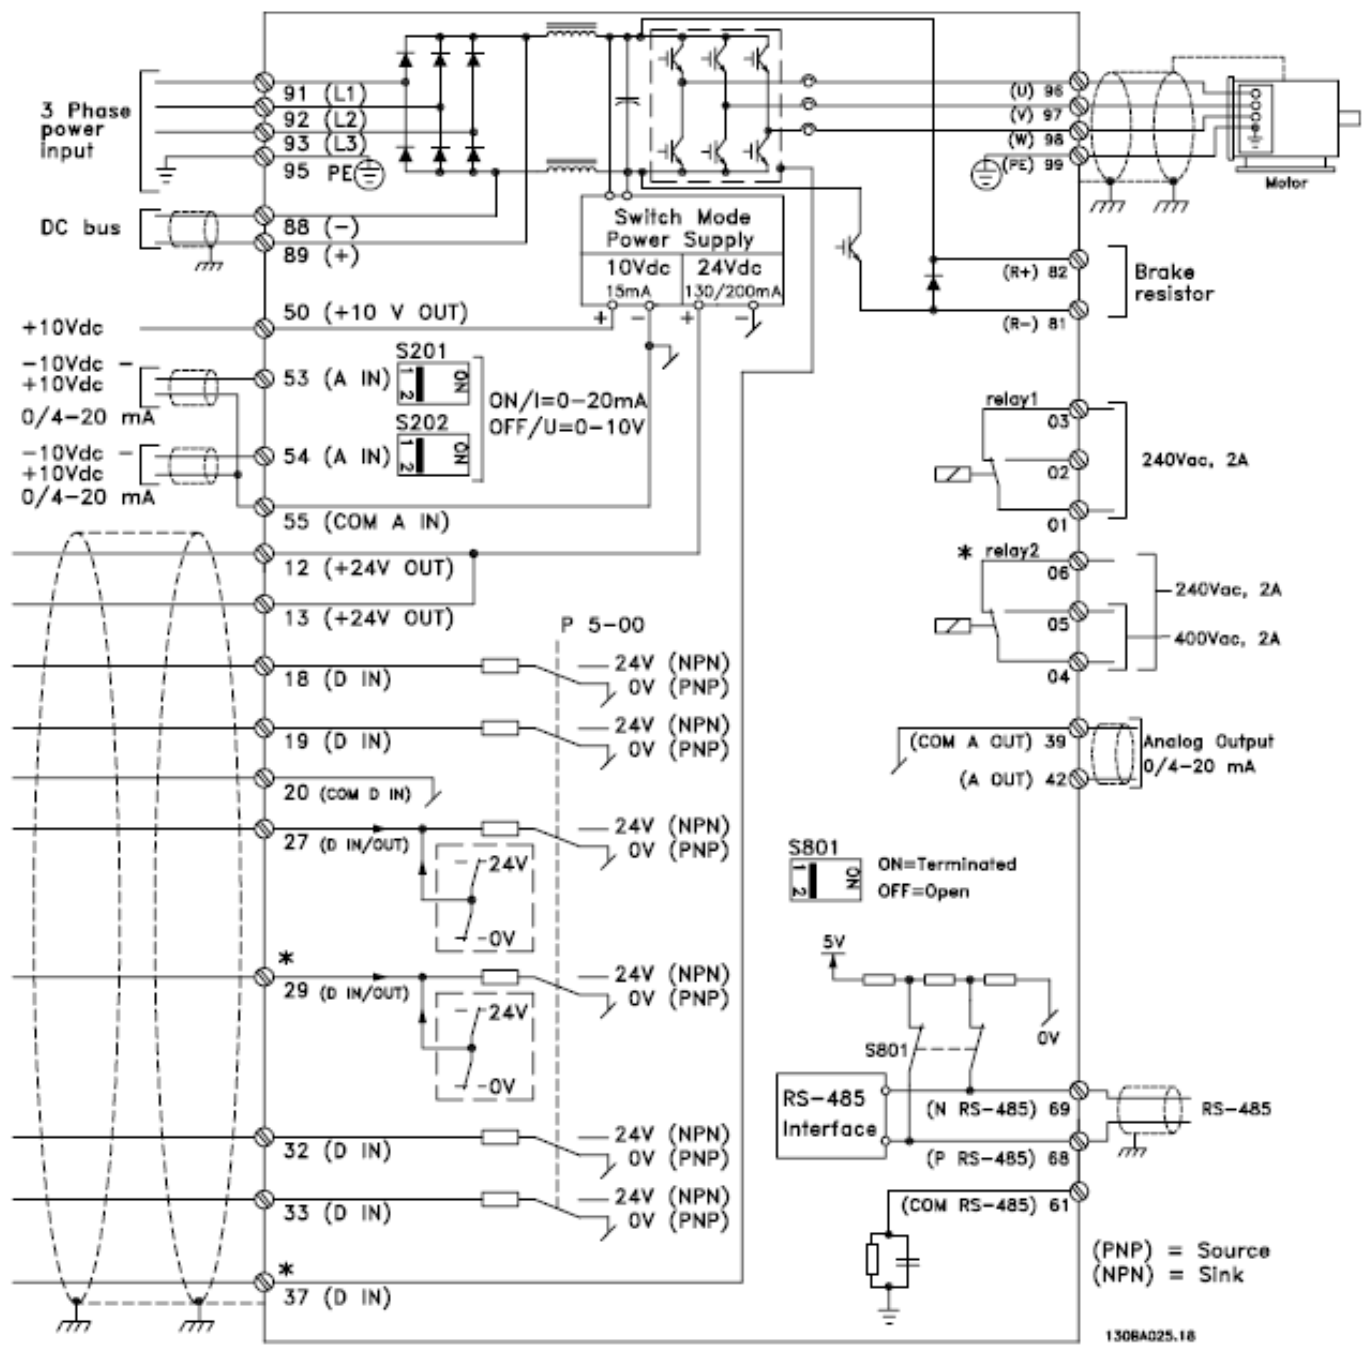 3 Phase
power
input
91 (L1)
92 (L2)
93 (L3)
95 PE
DC bus
88 (-)
89 (+)
Switch Mode
Power Supply
10Vdc
15mA
24Vdc
130/200mA
+ - + -
(U) 96
(V) 97
(W) 98
(PE) 99
Motor
(R+) 82
(R-) 81
Brake
resistor
+10Vdc
50 (+10 V OUT)
-10Vdc -
+10Vdc
0/4-20 mA
53 (A IN)
S201
1 2
ON
ON/I=0-20mA
OFF/U=0-10V
-10Vdc -
+10Vdc
0/4-20 mA
54 (A IN)
S202
1 2
ON
55 (COM A IN)
12 (+24V OUT)
13 (+24V OUT)
P 5-00
18 (D IN)
24V (NPN)
0V (PNP)
19 (D IN)
24V (NPN)
0V (PNP)
20 (COM D IN)
27 (D IN/OUT)
24V (NPN)
0V (PNP)
24V
0V
*
29 (D IN/OUT)
24V (NPN)
0V (PNP)
24V
0V
32 (D IN)
24V (NPN)
0V (PNP)
33 (D IN)
24V (NPN)
0V (PNP)
*
37 (D IN)
relay1
03
02
01
240Vac, 2A
* relay2
06
05
04
240Vac, 2A
400Vac, 2A
(COM A OUT) 39
(A OUT) 42
Analog Output
0/4-20 mA
S801
1 2
ON
ON=Terminated
OFF=Open
5V
0V
S801
RS-485
Interface
(N RS-485) 69
(P RS-485) 68
RS-485
(COM RS-485) 61
(PNP) = Source
(NPN) = Sink
130BA025.18